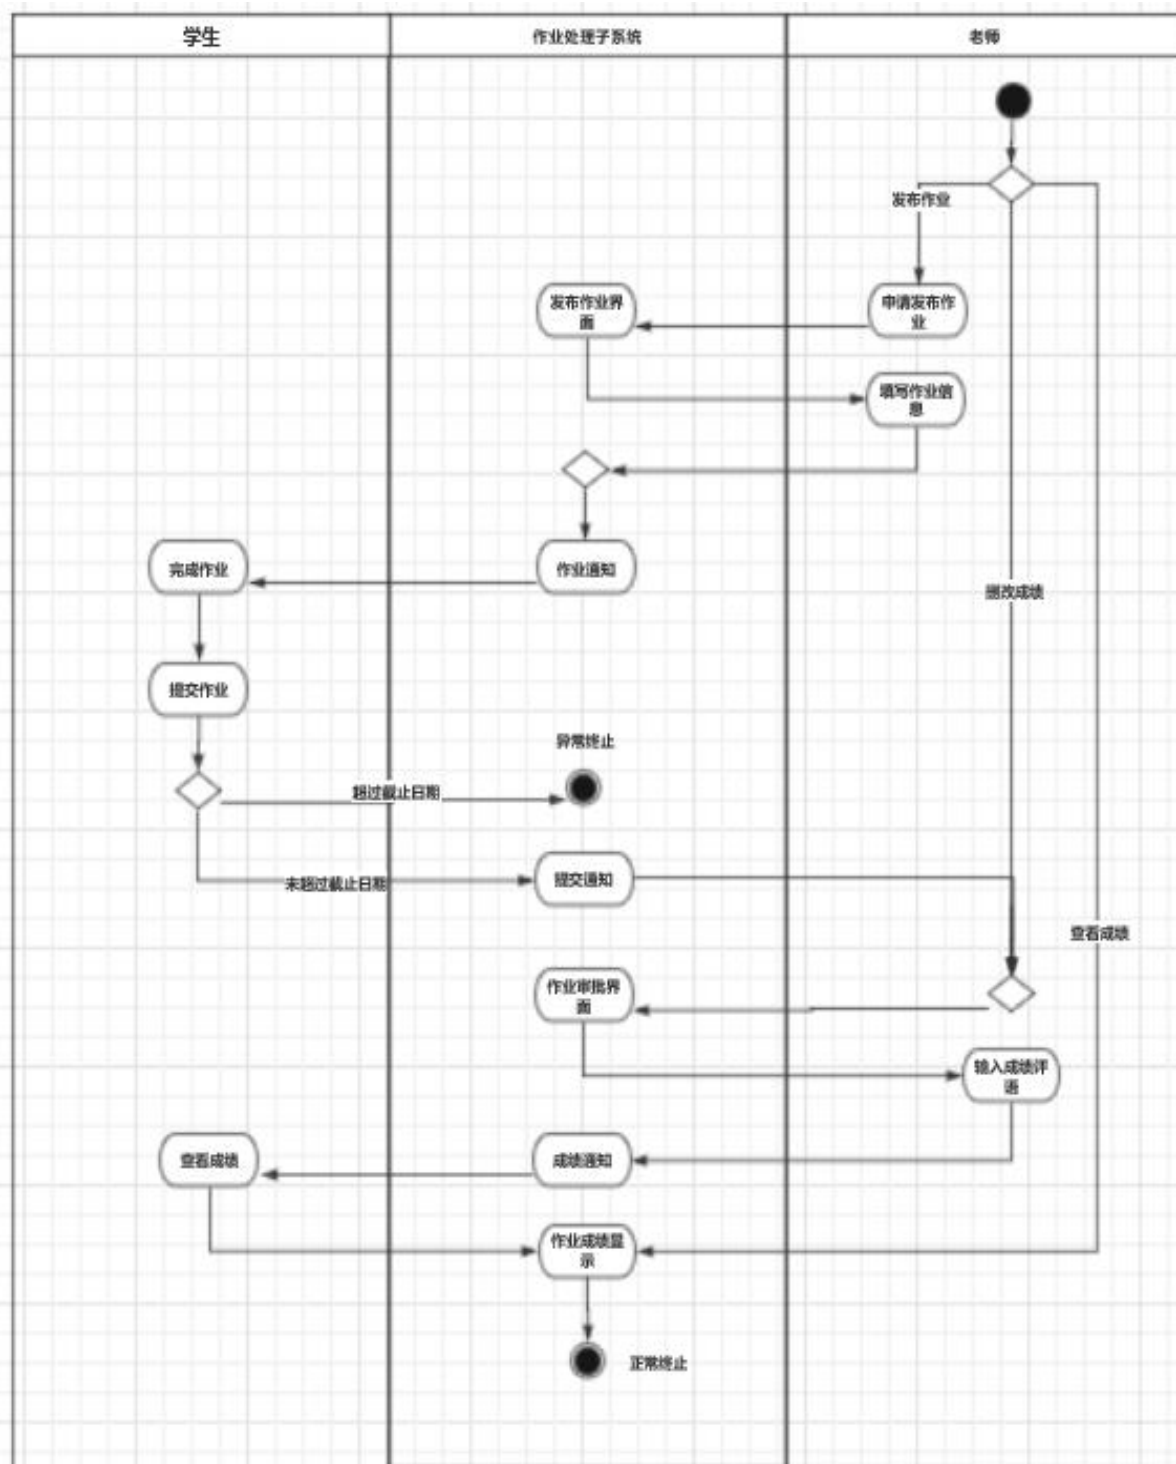 学生
作业处理子系统
老师
发布作业
发布作业界
面
申请发布作
业
填写作业信
息
完成作业
作业通知
删改成绩
提交作业
异常终止
超过截止日期
未超过截止日期
提交通知
查看成绩
作业审批界
面
输入成绩评
语
查看成绩
成绩通知
作业成绩显
示
正常终止